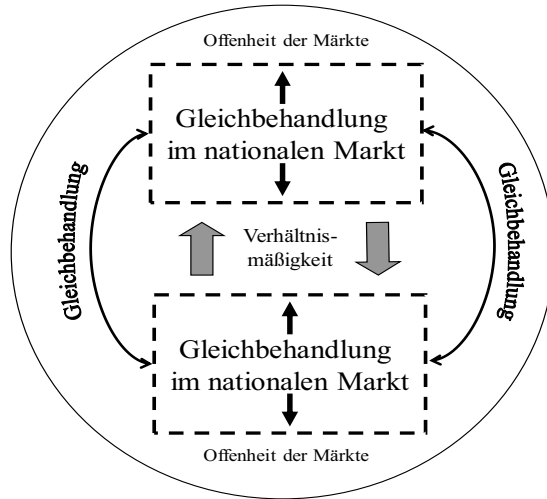 Offenheit der Märkte
Gleichbehandlung
im nationalen Markt
Gleichbehandlung
Gleichbehandlung
Verhältnis-
mäßigkeit
Gleichbehandlung
im nationalen Markt
Offenheit der Märkte